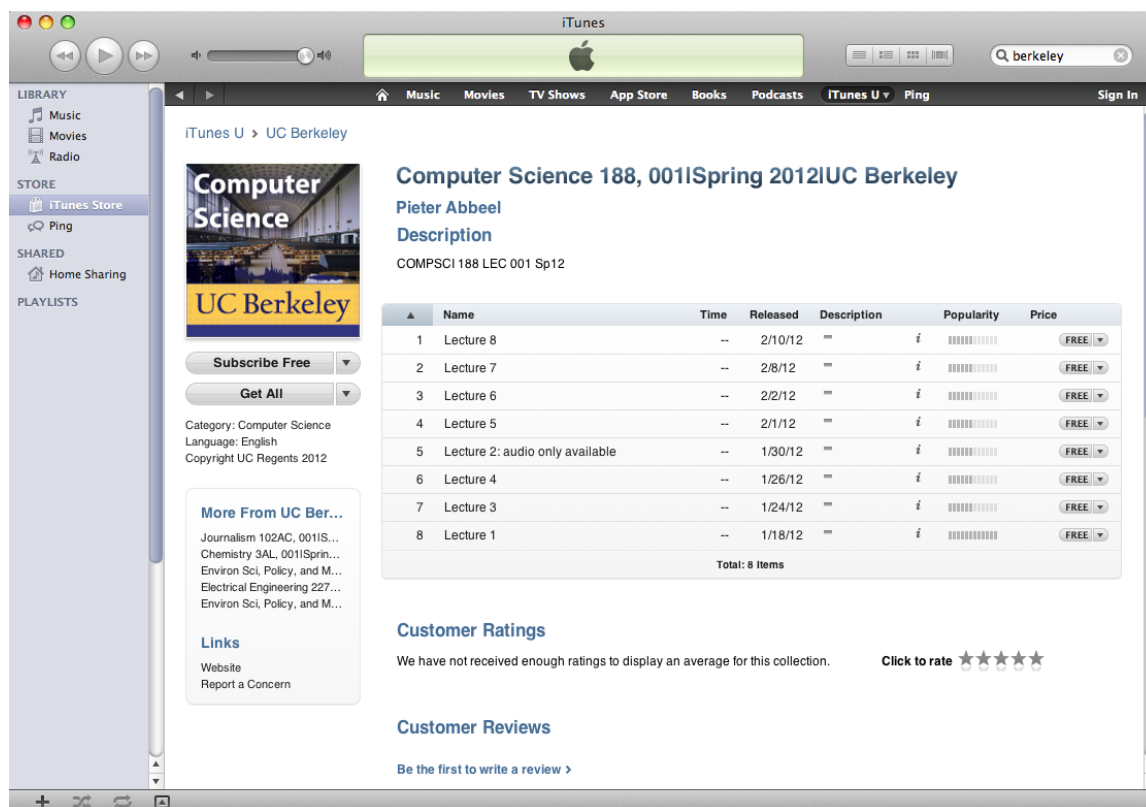 iTunes
berkeley
LIBRARY
Music
Movies
Radio
STORE
iTunes Store
Ping
SHARED
Home Sharing
PLAYLISTS
Music Movies TV Shows App Store Books Podcasts iTunes U Ping Sign In
iTunes U > UC Berkeley
Computer
Science
UC Berkeley
Subscribe Free
Get All
Category: Computer Science
Language: English
Copyright UC Regents 2012
More From UC Ber...
Journalism 102AC, 001|S...
Chemistry 3AL, 001|Sprin...
Environ Sci, Policy, and M...
Electrical Engineering 227...
Environ Sci, Policy, and M...
Links
Website
Report a Concern
Computer Science 188, 001|Spring 2012|UC Berkeley
Pieter Abbeel
Description
COMPSCI 188 LEC 001 Sp12
Name Time Released Description Popularity Price
1 Lecture 8 -- 2/10/12 i FREE
2 Lecture 7 -- 2/8/12 i FREE
3 Lecture 6 -- 2/2/12 i FREE
4 Lecture 5 -- 2/1/12 i FREE
5 Lecture 2: audio only available -- 1/30/12 i FREE
6 Lecture 4 -- 1/26/12 i FREE
7 Lecture 3 -- 1/24/12 i FREE
8 Lecture 1 -- 1/18/12 i FREE
Total: 8 Items
Customer Ratings
We have not received enough ratings to display an average for this collection. Click to rate
Customer Reviews
Be the first to write a review >